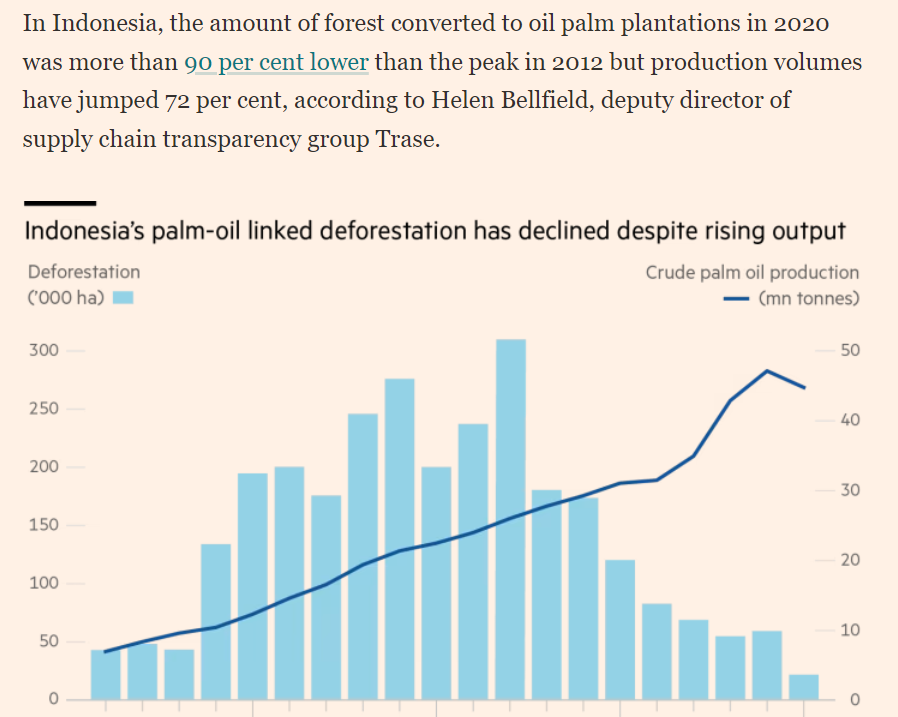 In Indonesia, the amount of forest converted to oil palm plantations in 2020
was more than 90 per cent lower than the peak in 2012 but production volumes
have jumped 72 per cent, according to Helen Bellfield, deputy director of
supply chain transparency group Trase.
Indonesia’s palm-oil linked deforestation has declined despite rising output
Deforestation
(’000 ha)
Crude palm oil production
(mn tonnes)
300
250
200
150
100
50
0
50
40
30
20
10
0